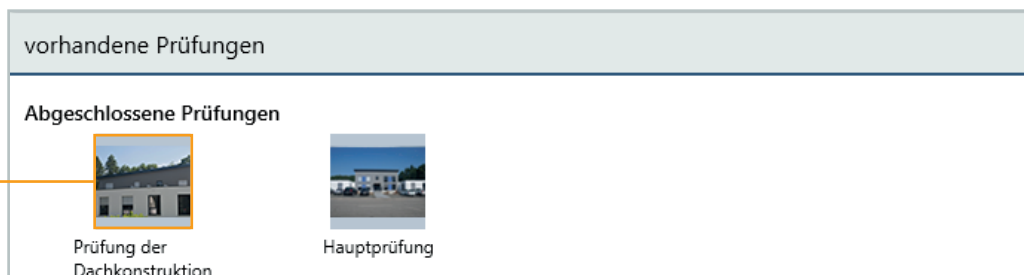 vorhandene Prüfungen
Abgeschlossene Prüfungen
Prüfung der
Hauptprüfung
Dachkonstruktion